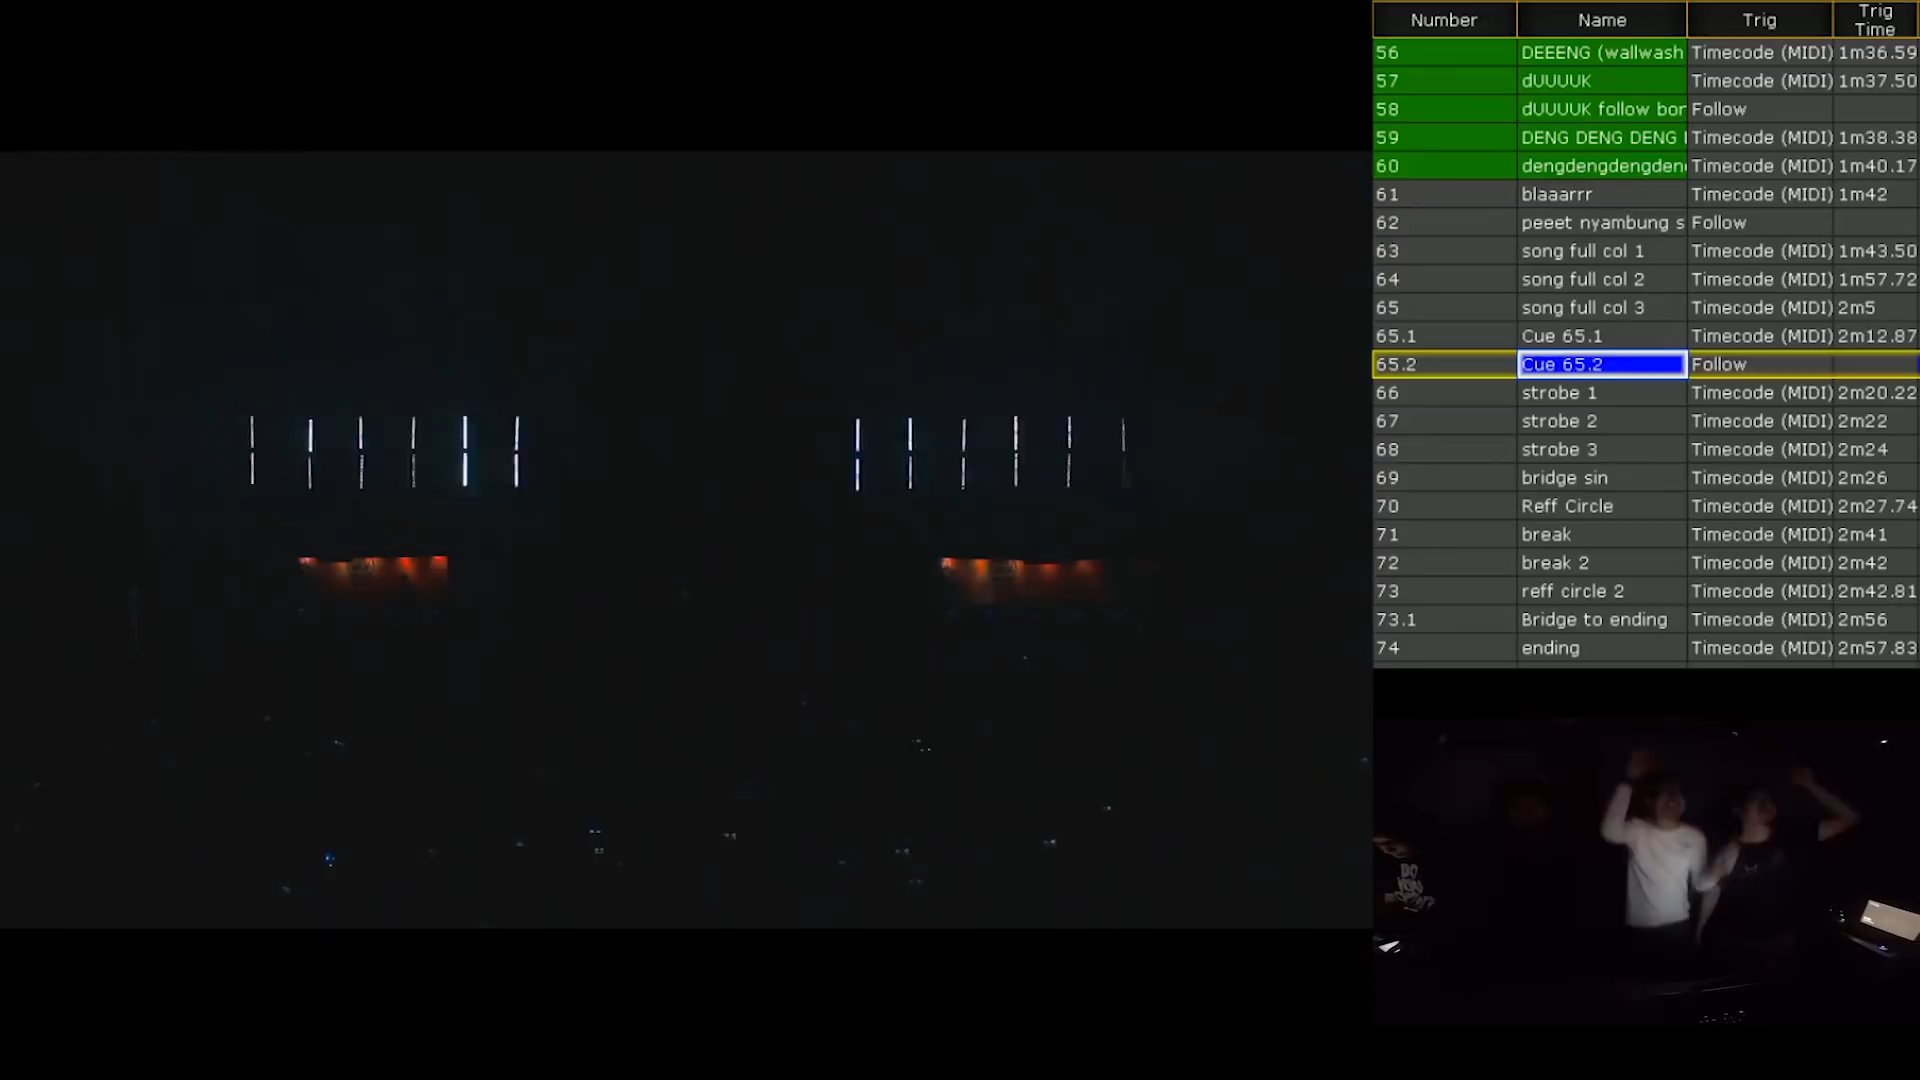 Number Name Trig Trig Time
56 DEEENG (wallwash Timecode (MIDI) 1m36.59
57 dUUUUK Timecode (MIDI) 1m37.50
58 dUUUUK follow bor Follow
59 DENG DENG DENG Timecode (MIDI) 1m38.38
60 dengdengdengden Timecode (MIDI) 1m40.17
61 blaaarrr Timecode (MIDI) 1m42
62 peeet nyambung s Follow
63 song full col 1 Timecode (MIDI) 1m43.50
64 song full col 2 Timecode (MIDI) 1m57.72
65 song full col 3 Timecode (MIDI) 2m5
65.1 Cue 65.1 Timecode (MIDI) 2m12.87
65.2 Cue 65.2 Follow
66 strobe 1 Timecode (MIDI) 2m20.22
67 strobe 2 Timecode (MIDI) 2m22
68 strobe 3 Timecode (MIDI) 2m24
69 bridge sin Timecode (MIDI) 2m26
70 Reff Circle Timecode (MIDI) 2m27.74
71 break Timecode (MIDI) 2m41
72 break 2 Timecode (MIDI) 2m42
73 reff circle 2 Timecode (MIDI) 2m42.81
73.1 Bridge to ending Timecode (MIDI) 2m56
74 ending Timecode (MIDI) 2m57.83
DO
YOU